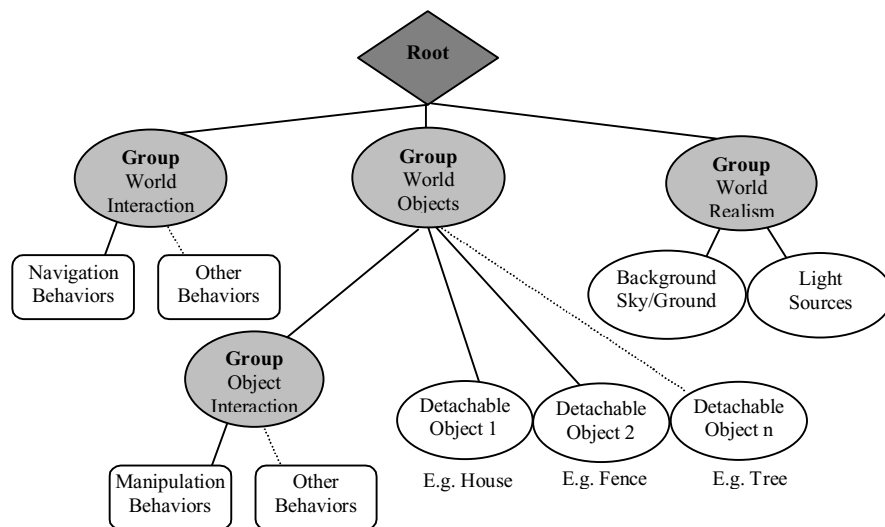 Root
Group
World
Interaction
Group
World
Objects
Group
World
Realism
Navigation
Behaviors
Other
Behaviors
Background
Sky/Ground
Light
Sources
Group
Object
Interaction
Detachable
Object 1
Detachable
Object 2
Detachable
Object n
Manipulation
Behaviors
Other
Behaviors
E.g. House
E.g. Fence
E.g. Tree